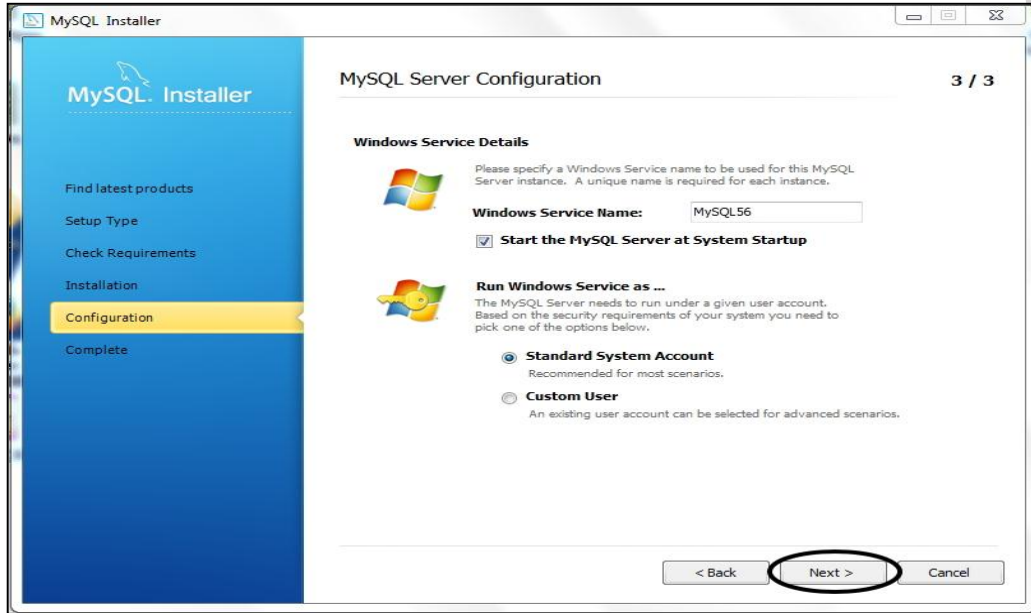 MySQL Installer
MySQL. Installer
MySQL Server Configuration
3 / 3
Find latest products
Setup Type
Check Requirements
Installation
Configuration
Complete
Windows Service Details
Please specify a Windows Service name to be used for this MySQL
Server instance. A unique name is required for each instance.
Windows Service Name: MySQL56
Start the MySQL Server at System Startup
Run Windows Service as ...
The MySQL Server needs to run under a given user account.
Based on the security requirements of your system you need to
pick one of the options below.
Standard System Account
Recommended for most scenarios.
Custom User
An existing user account can be selected for advanced scenarios.
< Back Next > Cancel